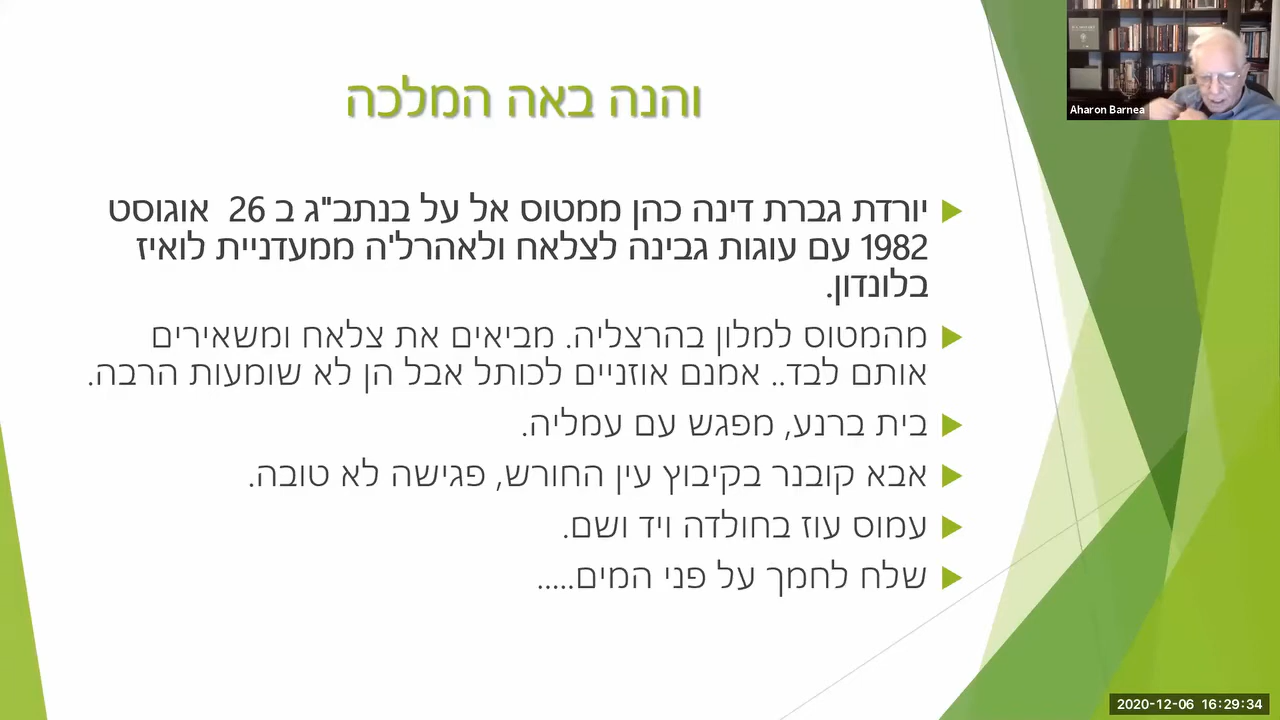 והנה באה המלכה
יורדת גברת דינה כהן ממטוס אל על בנתב"ג ב 26 אוגוסט
1982 עם עוגות גבינה לצלאח ולאהרל'ה ממעדניית לואיז
בלונדון.
מהמטוס למלון בהרצליה. מביאים את צלאח ומשאירים
אותם לבד.. אמנם אוזניים לכותל אבל הן לא שומעות הרבה.
בית ברנע, מפגש עם עמליה.
אבא קובנר בקיבוץ עין החורש, פגישה לא טובה.
עמוס עוז בחולדה ויד ושם.
שלח לחמך על פני המים.....
Aharon Barnea
2020-12-06 16:29:34